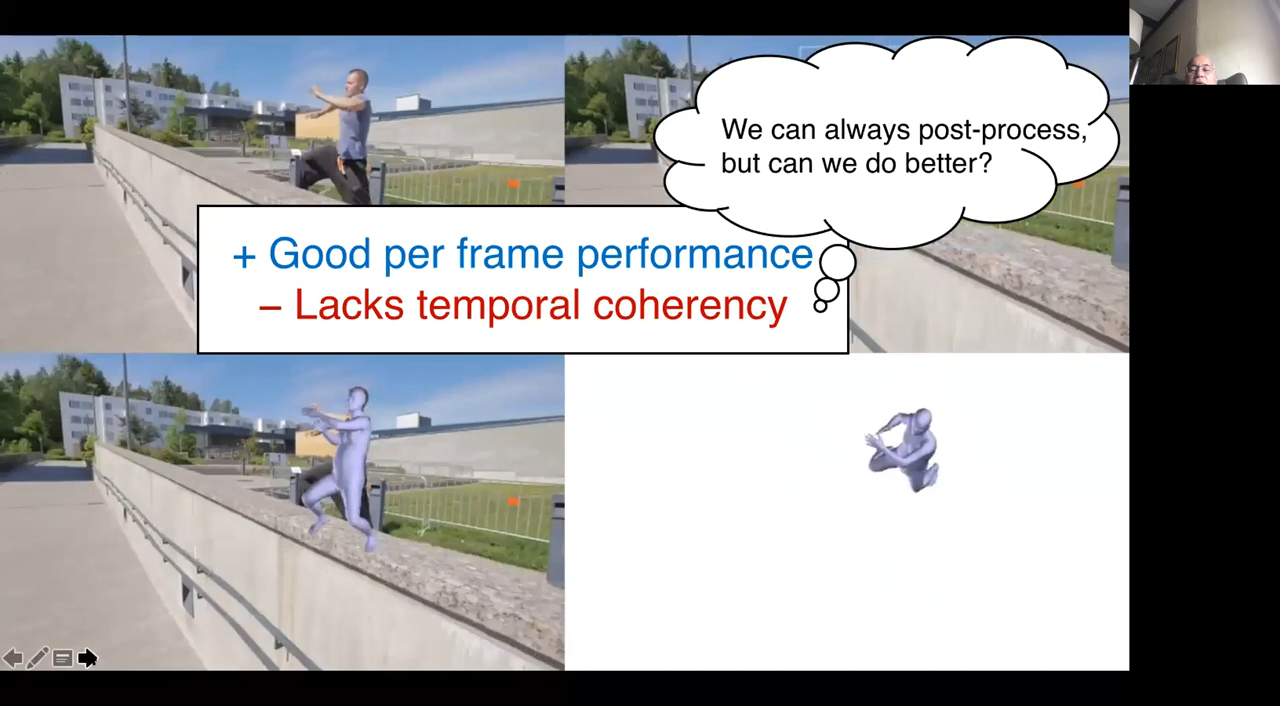 We can always post-process,
but can we do better?
+ Good per frame performance
– Lacks temporal coherency